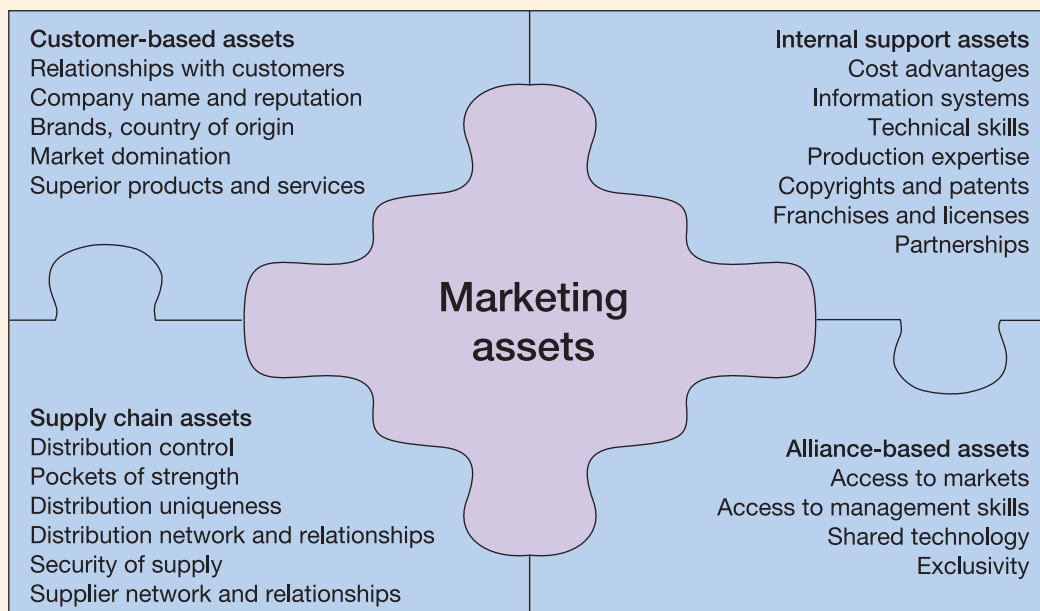 Customer-based assets
Relationships with customers
Company name and reputation
Brands, country of origin
Market domination
Superior products and services
Internal support assets
Cost advantages
Information systems
Technical skills
Production expertise
Copyrights and patents
Franchises and licenses
Partnerships
Marketing
assets
Supply chain assets
Distribution control
Pockets of strength
Distribution uniqueness
Distribution network and relationships
Security of supply
Supplier network and relationships
Alliance-based assets
Access to markets
Access to management skills
Shared technology
Exclusivity